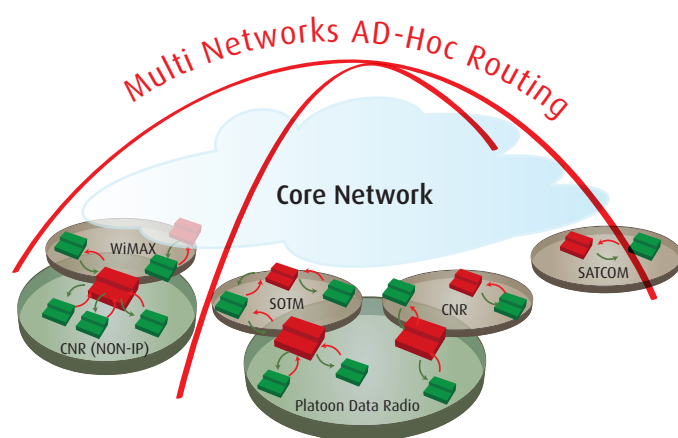 Multi Networks AD-Hoc Routing
Core Network
WiMAX
SATCOM
SOTM
CNR
CNR (NON-IP)
Platoon Data Radio